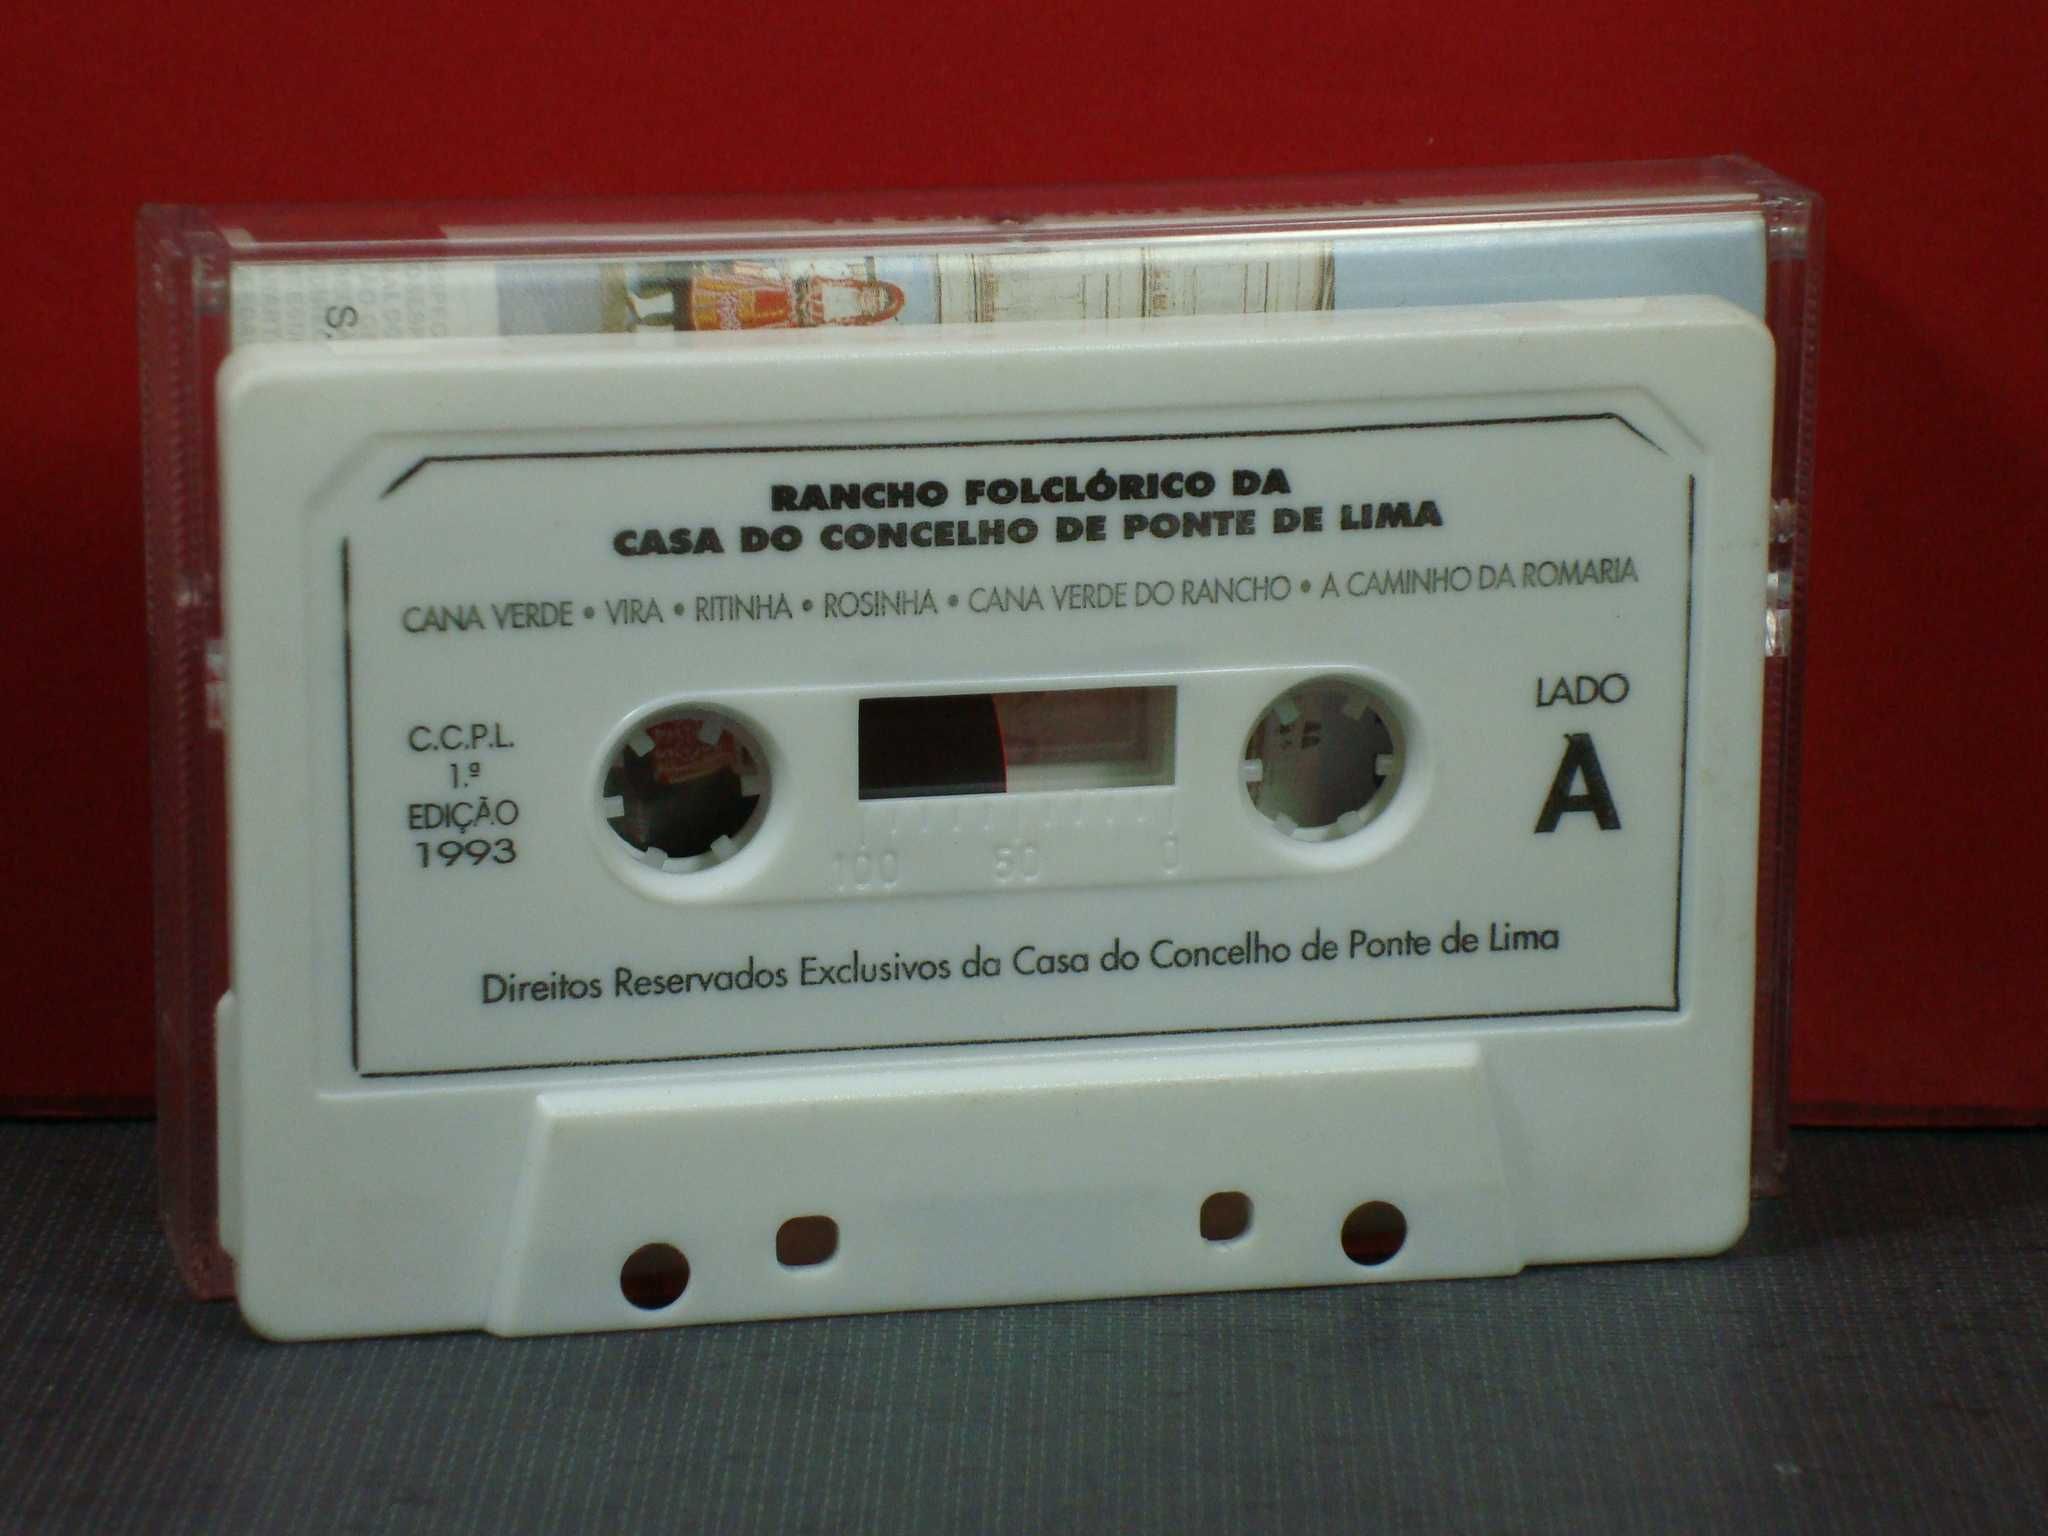 RANCHO FOLCLÓRICO DA
CASA DO CONCELHO DE PONTE DE LIMA
CANA VERDE • VIRA • RITINHA • ROSINHA • CANA VERDE DO RANCHO • A CAMINHO DA ROMARIA
C.C.P.L.
1.ª
EDIÇÃO
1993
LADO
A
100 50 0
Direitos Reservados Exclusivos da Casa do Concelho de Ponte de Lima